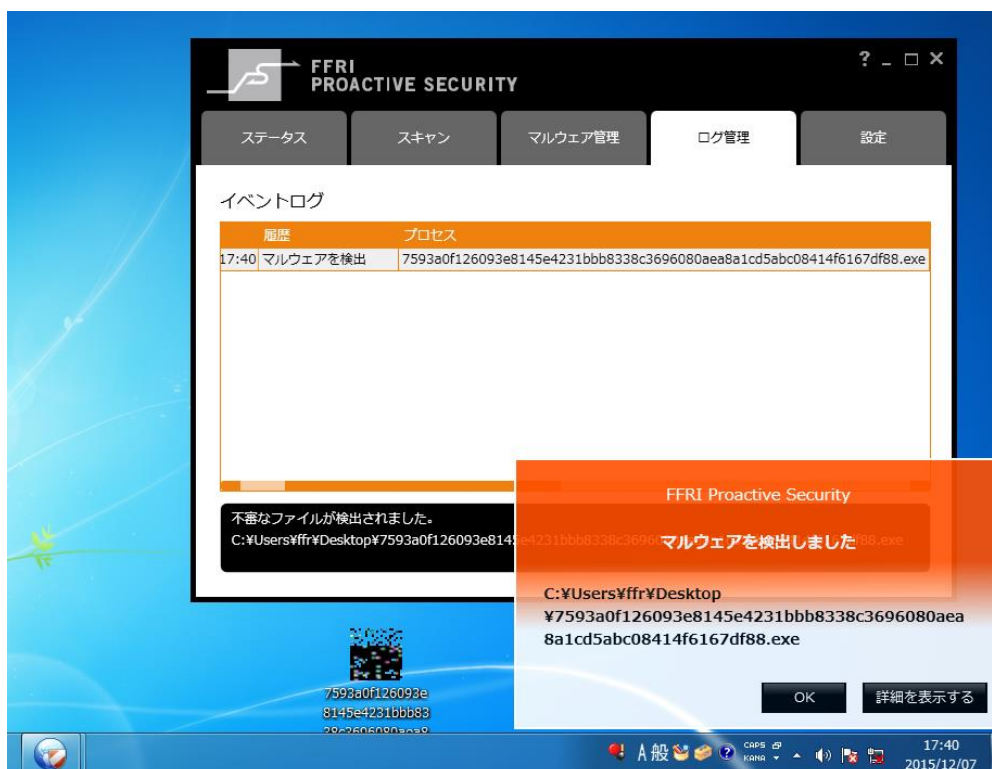 FFRI
PROACTIVE SECURITY
? _ □ ×
ステータス
スキャン
マルウェア管理
ログ管理
設定
イベントログ
履歴 プロセス
17:40 マルウェアを検出 7593a0f126093e8145e4231bbb8338c3696080aea8a1cd5abc08414f6167df88.exe
不審なファイルが検出されました。
C:¥Users¥ffr¥Desktop¥7593a0f126093e8145e4231bbb8338c3696
FFRI Proactive Security
マルウェアを検出しました
C:¥Users¥ffr¥Desktop
¥7593a0f126093e8145e4231bbb8338c3696080aea
8a1cd5abc08414f6167df88.exe
OK
詳細を表示する
7593a0f126093e
8145e4231bbb83
38c3696080aea8
A 般
CAPS
KANA
17:40
2015/12/07